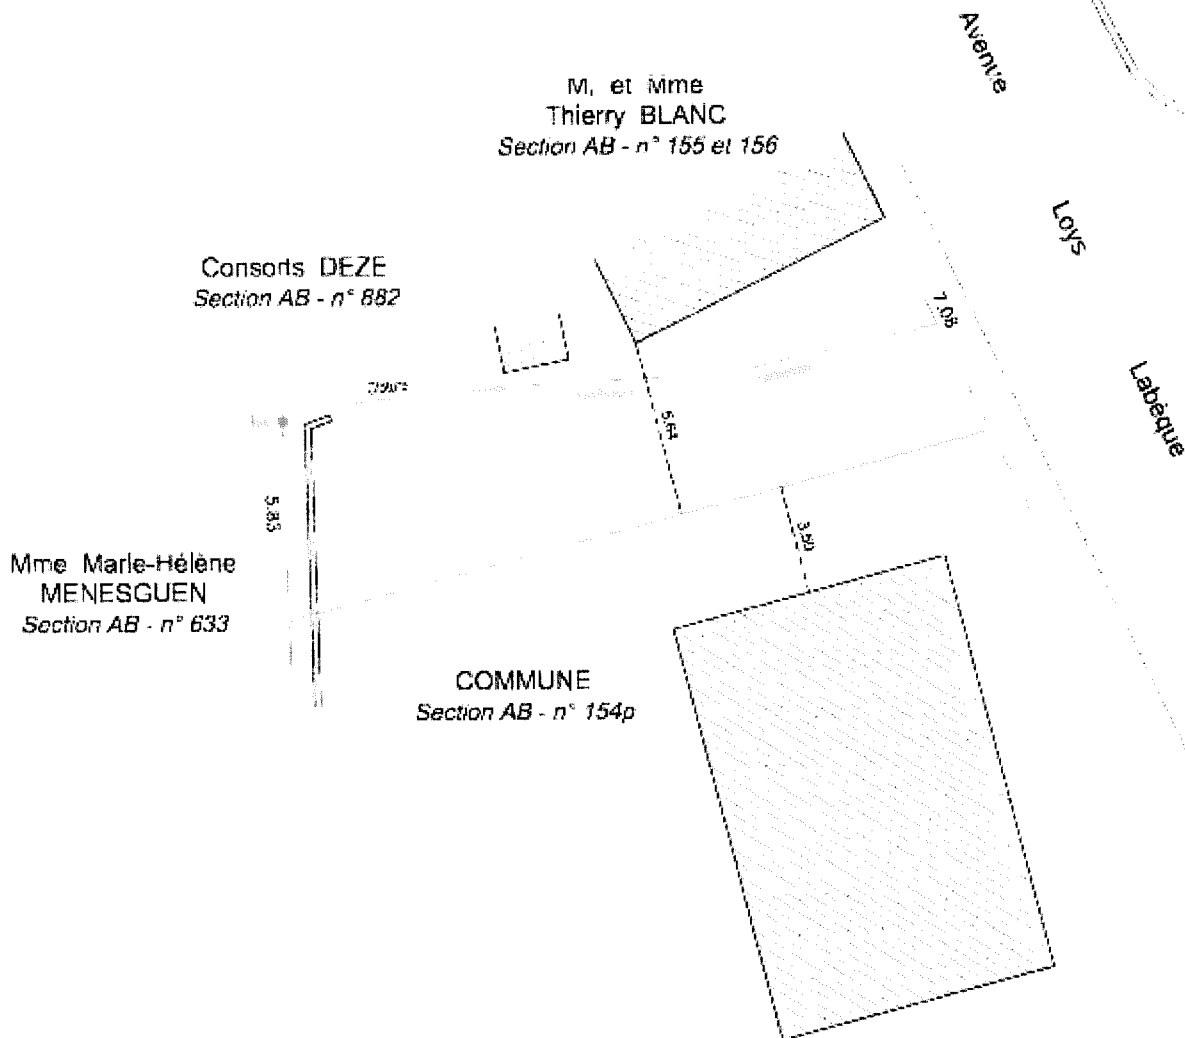 Avenue
Loys
Labèque
M. et Mme
Thierry BLANC
Section AB - n° 155 et 156
Consorts DEZE
Section AB - n° 882
7.08
5.64
5.83
3.50
Mme Marie-Hélène
MENESGUEN
Section AB - n° 633
COMMUNE
Section AB - n° 154p